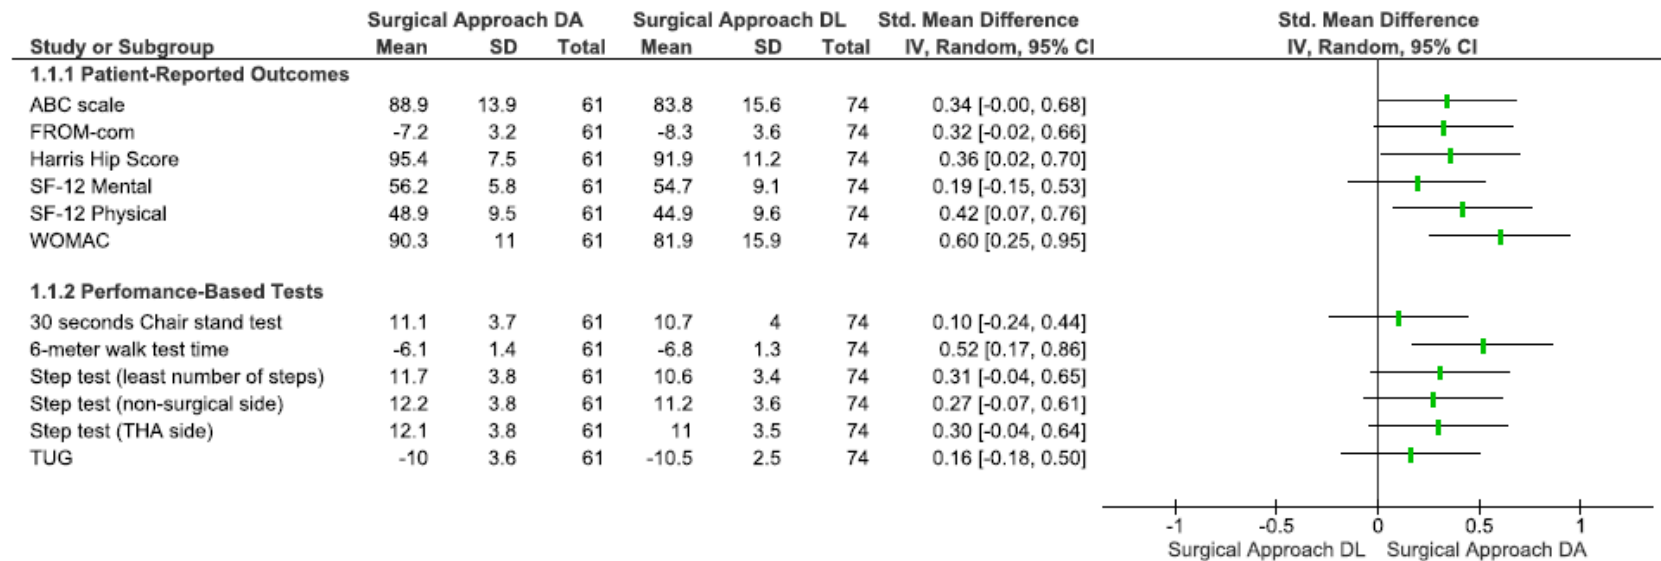 Surgical Approach DA Surgical Approach DL Std. Mean Difference Std. Mean Difference
Study or Subgroup Mean SD Total Mean SD Total IV, Random, 95% CI IV, Random, 95% CI
1.1.1 Patient-Reported Outcomes
ABC scale 88.9 13.9 61 83.8 15.6 74 0.34 [-0.00, 0.68]
FROM-com -7.2 3.2 61 -8.3 3.6 74 0.32 [-0.02, 0.66]
Harris Hip Score 95.4 7.5 61 91.9 11.2 74 0.36 [0.02, 0.70]
SF-12 Mental 56.2 5.8 61 54.7 9.1 74 0.19 [-0.15, 0.53]
SF-12 Physical 48.9 9.5 61 44.9 9.6 74 0.42 [0.07, 0.76]
WOMAC 90.3 11 61 81.9 15.9 74 0.60 [0.25, 0.95]
1.1.2 Perfomance-Based Tests
30 seconds Chair stand test 11.1 3.7 61 10.7 4 74 0.10 [-0.24, 0.44]
6-meter walk test time -6.1 1.4 61 -6.8 1.3 74 0.52 [0.17, 0.86]
Step test (least number of steps) 11.7 3.8 61 10.6 3.4 74 0.31 [-0.04, 0.65]
Step test (non-surgical side) 12.2 3.8 61 11.2 3.6 74 0.27 [-0.07, 0.61]
Step test (THA side) 12.1 3.8 61 11 3.5 74 0.30 [-0.04, 0.64]
TUG -10 3.6 61 -10.5 2.5 74 0.16 [-0.18, 0.50]
-1 -0.5 0 0.5 1
Surgical Approach DL Surgical Approach DA